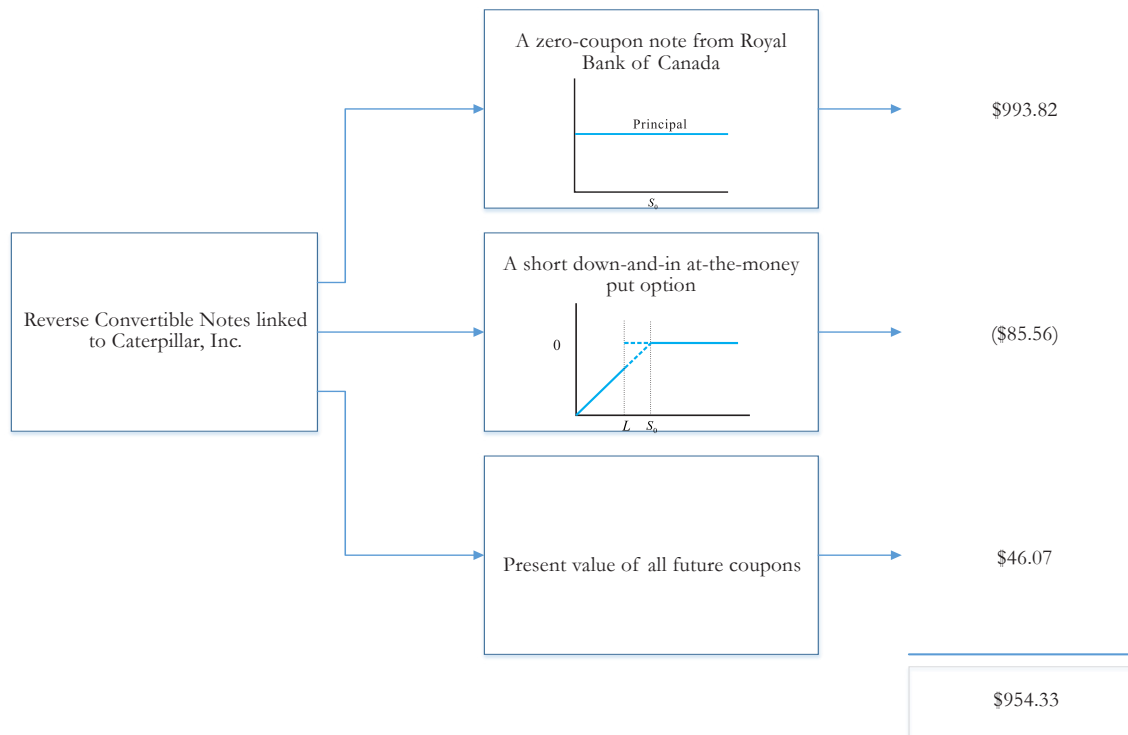 A zero-coupon note from Royal
Bank of Canada
Principal
S₀
$993.82
Reverse Convertible Notes linked
to Caterpillar, Inc.
A short down-and-in at-the-money
put option
0
L S₀
($85.56)
Present value of all future coupons
$46.07
$954.33